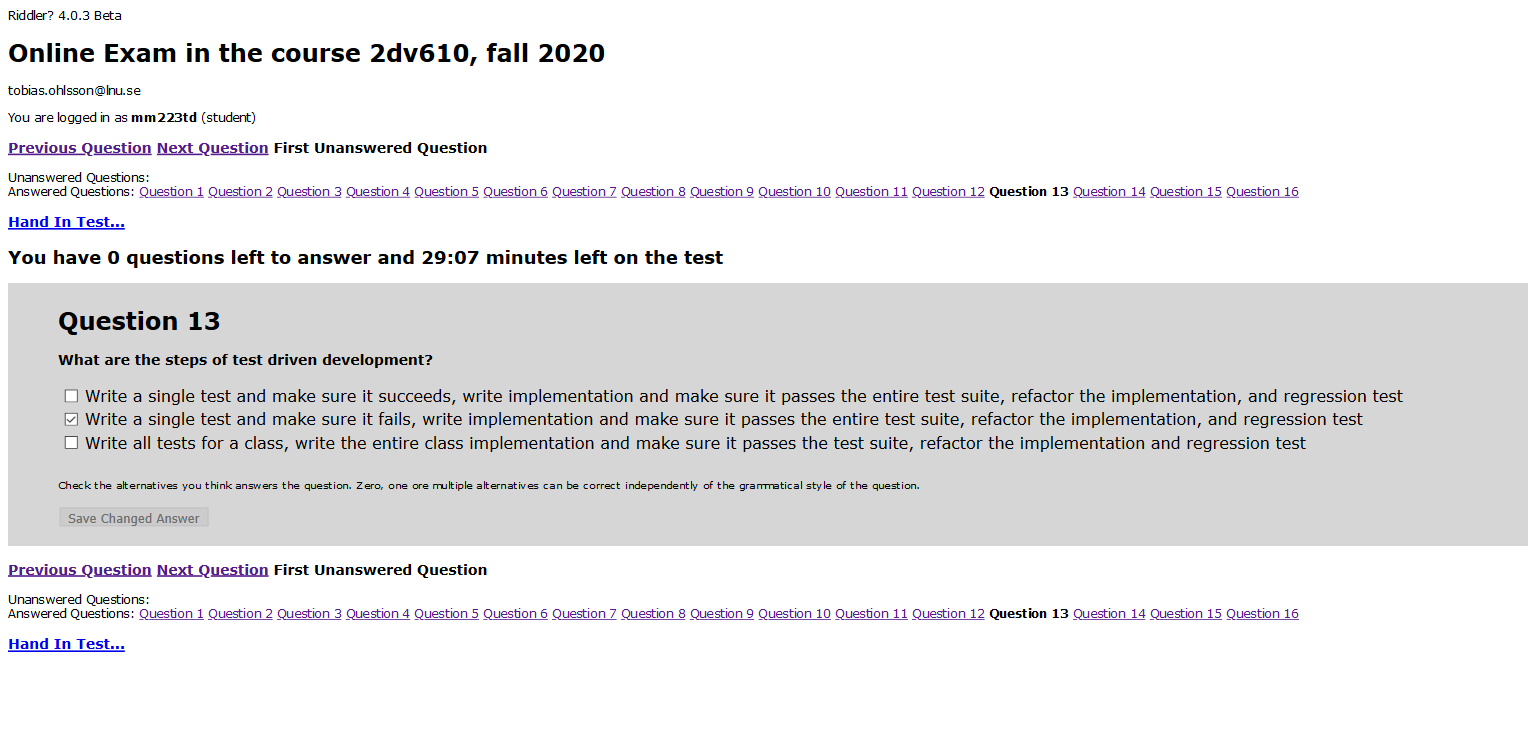 Riddler? 4.0.3 Beta
Online Exam in the course 2dv610, fall 2020
tobias.ohlsson@lnu.se
You are logged in as mm223td (student)
Previous Question Next Question First Unanswered Question
Unanswered Questions:
Answered Questions: Question 1 Question 2 Question 3 Question 4 Question 5 Question 6 Question 7 Question 8 Question 9 Question 10 Question 11 Question 12 Question 13 Question 14 Question 15 Question 16
Hand In Test...
You have 0 questions left to answer and 29:07 minutes left on the test
Question 13
What are the steps of test driven development?
Write a single test and make sure it succeeds, write implementation and make sure it passes the entire test suite, refactor the implementation, and regression test
Write a single test and make sure it fails, write implementation and make sure it passes the entire test suite, refactor the implementation, and regression test
Write all tests for a class, write the entire class implementation and make sure it passes the test suite, refactor the implementation and regression test
Check the alternatives you think answers the question. Zero, one ore multiple alternatives can be correct independently of the grammatical style of the question.
Save Changed Answer
Previous Question Next Question First Unanswered Question
Unanswered Questions:
Answered Questions: Question 1 Question 2 Question 3 Question 4 Question 5 Question 6 Question 7 Question 8 Question 9 Question 10 Question 11 Question 12 Question 13 Question 14 Question 15 Question 16
Hand In Test...